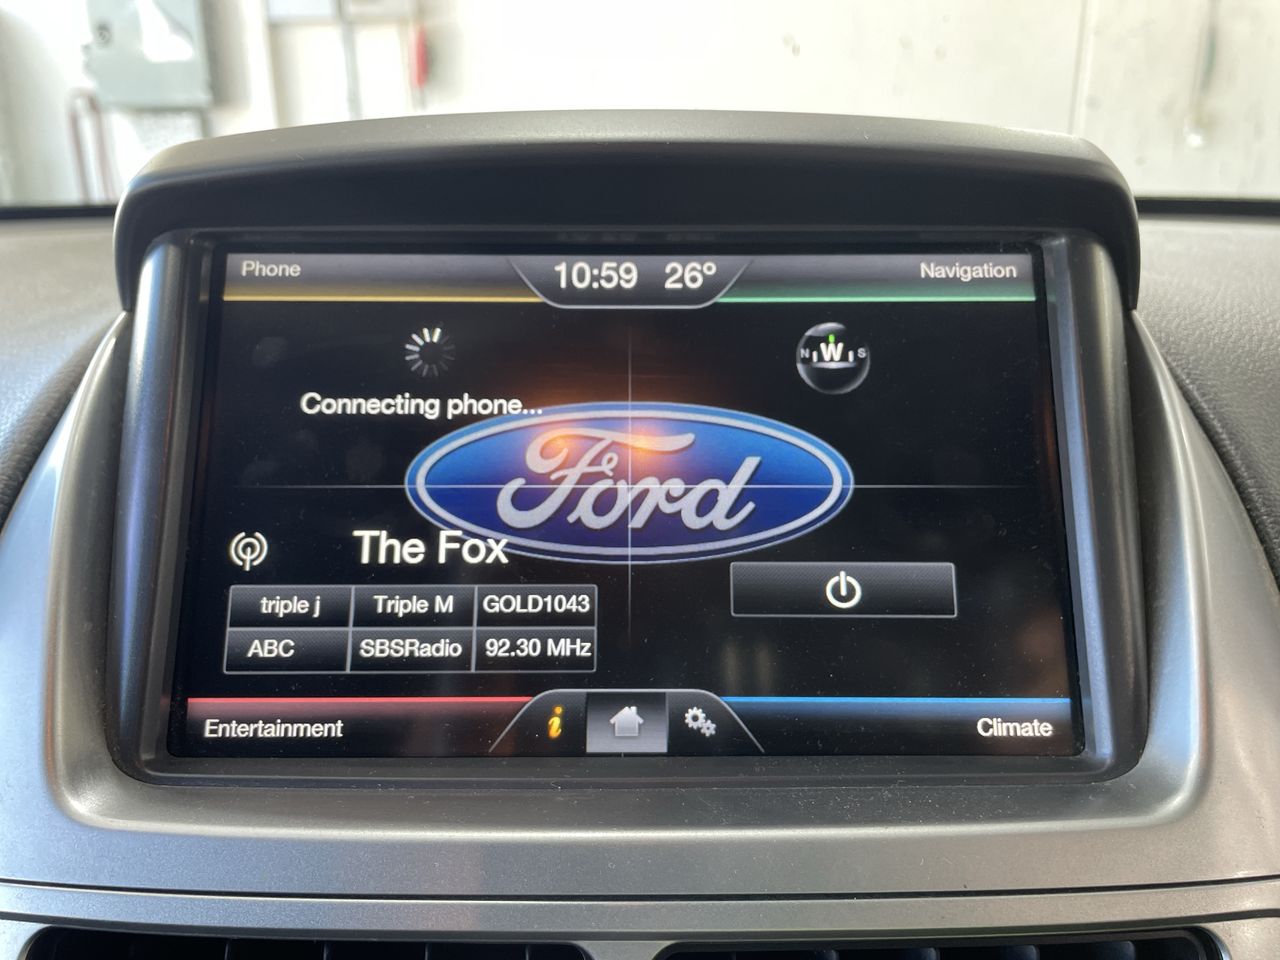 Phone
10:59 26°
Navigation
N W S
Connecting phone...
Ford
The Fox
triple j Triple M GOLD1043
ABC SBSRadio 92.30 MHz
Entertainment
i
Climate